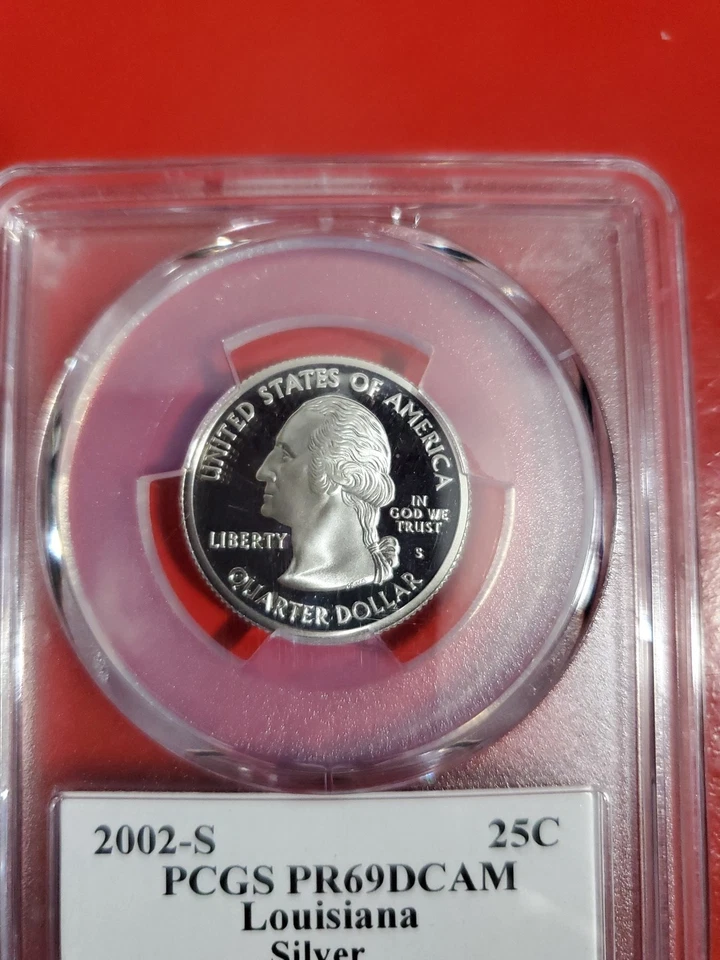 UNITED STATES OF AMERICA
IN
GOD WE
TRUST
LIBERTY
S
QUARTER DOLLAR
2002-S 25C
PCGS PR69DCAM
Louisiana
Silver